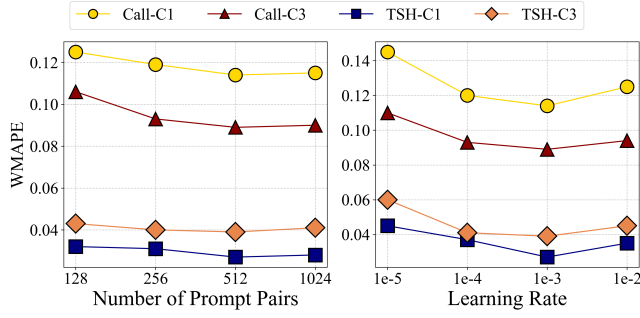 Call-C1 Call-C3 TSH-C1 TSH-C3
WMAPE
0.12
0.10
0.08
0.06
0.04
128 256 512 1024
Number of Prompt Pairs
0.14
0.12
0.10
0.08
0.06
0.04
1e-5 1e-4 1e-3 1e-2
Learning Rate